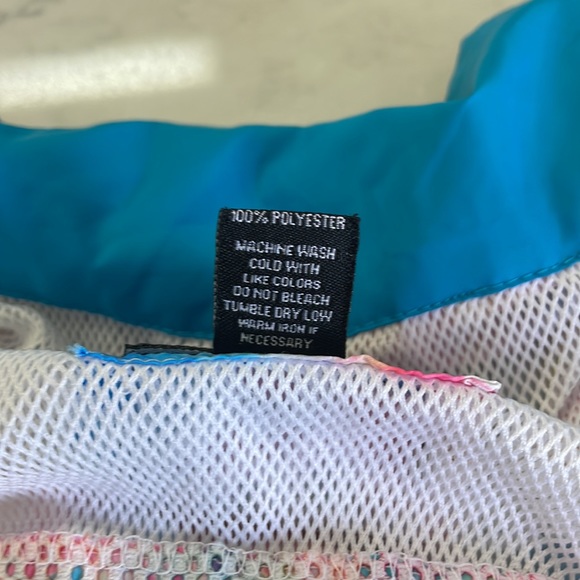 100% POLYESTER
MACHINE WASH
COLD WITH
LIKE COLORS
DO NOT BLEACH
TUMBLE DRY LOW
WARM IRON IF
NECESSARY